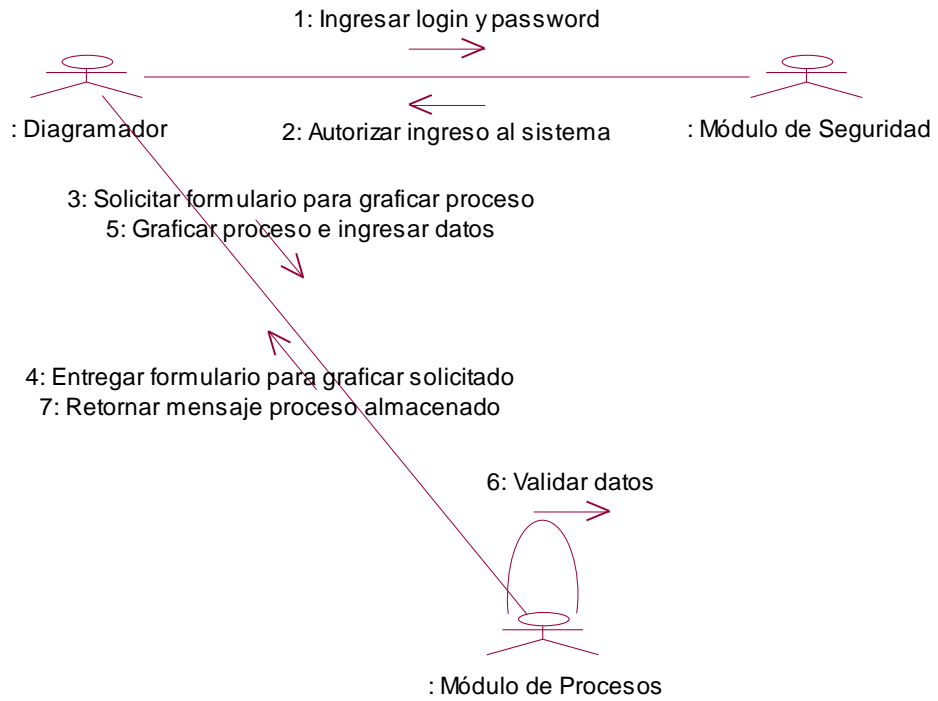 1: Ingresar login y password
: Diagramador
2: Autorizar ingreso al sistema
: Módulo de Seguridad
3: Solicitar formulario para graficar proceso
5: Graficar proceso e ingresar datos
4: Entregar formulario para graficar solicitado
7: Retornar mensaje proceso almacenado
6: Validar datos
: Módulo de Procesos